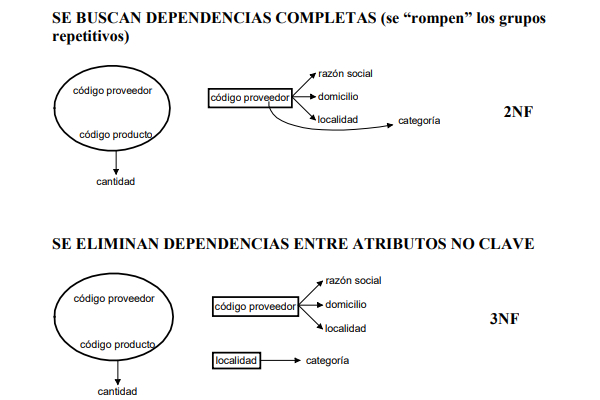 SE BUSCAN DEPENDENCIAS COMPLETAS (se “rompen” los grupos
repetitivos)
código proveedor
código producto
cantidad
código proveedor
razón social
domicilio
localidad
categoría
2NF
SE ELIMINAN DEPENDENCIAS ENTRE ATRIBUTOS NO CLAVE
código proveedor
código producto
cantidad
código proveedor
razón social
domicilio
localidad
localidad
categoría
3NF